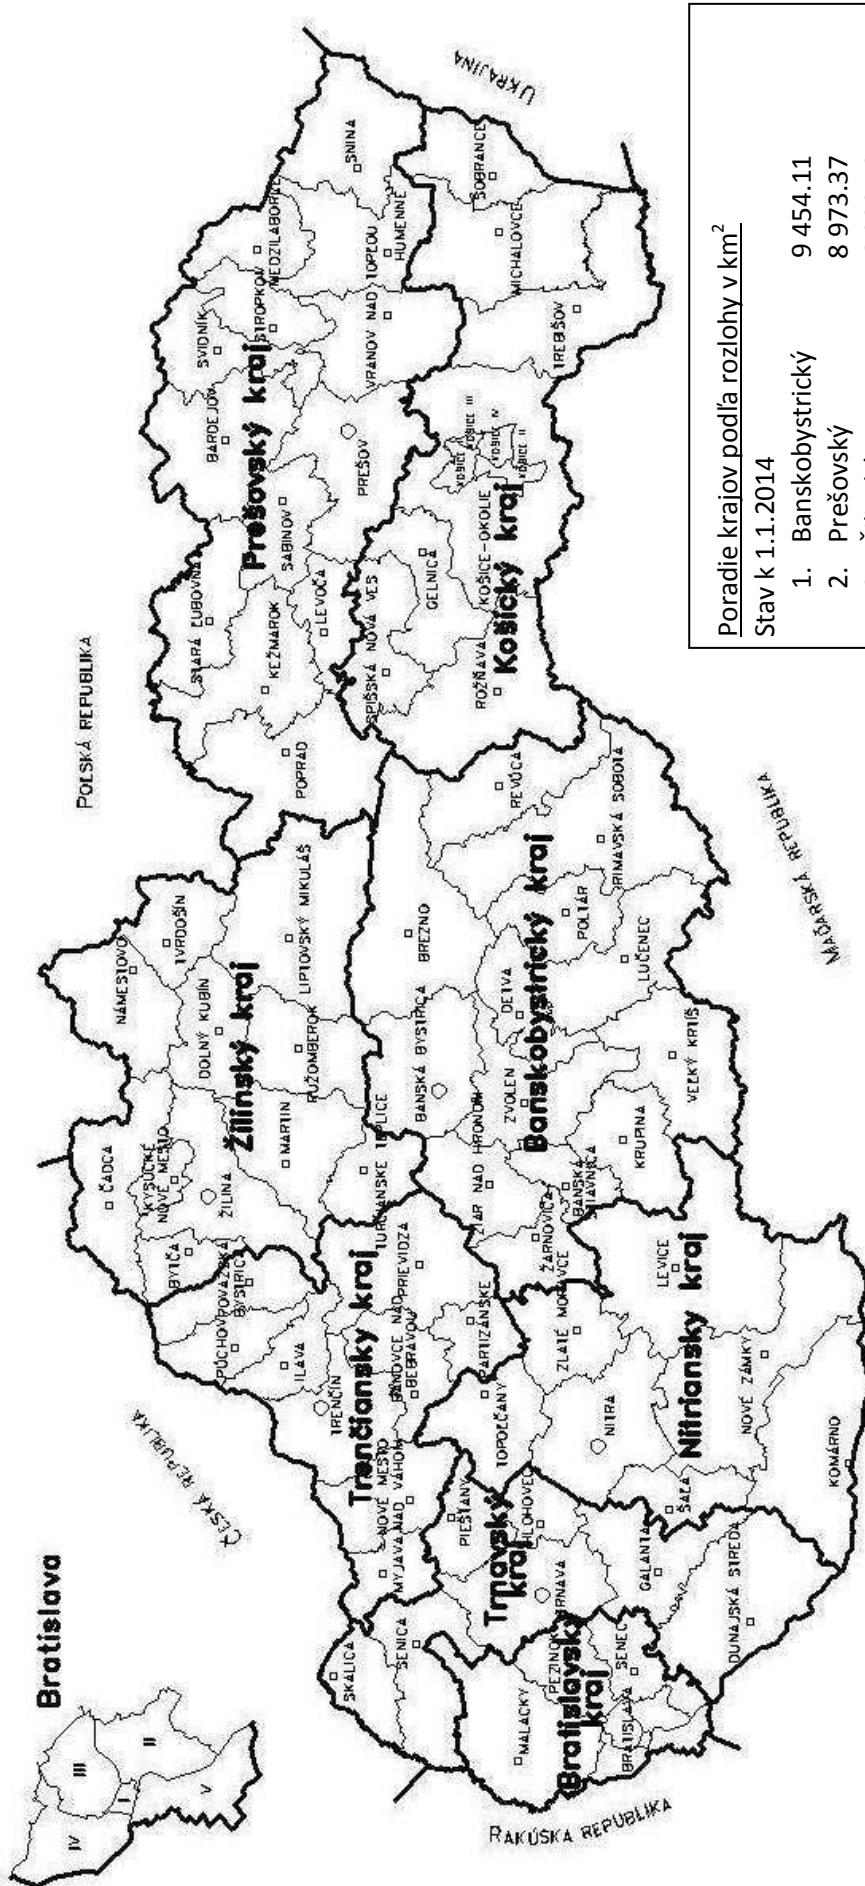 Bratislava
IV
III
I
II
V
ČESKÁ REPUBLIKA
POĽSKÁ REPUBLIKA
UKRAJINA
RAKÚSKA REPUBLIKA
MAĎARSKÁ REPUBLIKA
Bratislavský
kraj
MALACKY
PEZINOK
SENEC
BRATISLAVA
Trnavský
kraj
SKALICA
SENICA
PIEŠŤANY
HLOHOVEC
TRNAVA
GALANTA
DUNAJSKÁ STREDA
Trenčiansky kraj
MYJAVA
NOVÉ MESTO
NAD VÁHOM
TRENČÍN
ILAVA
PÚCHOV
POVAŽSKÁ
BYSTRICA
BÁNOVCE NAD
BEBRAVOU
PARTIZÁNSKE
PRIEVIDZA
Nitriansky kraj
TOPOĽČANY
NITRA
ZLATÉ MORAVCE
ŠAĽA
NOVÉ ZÁMKY
KOMÁRNO
LEVICE
Žilinský kraj
BYTČA
ČADCA
KYSUCKÉ
NOVÉ MESTO
ŽILINA
MARTIN
TURČIANSKE TEPLICE
NÁMESTOVO
TVRDOŠÍN
DOLNÝ KUBÍN
RUŽOMBEROK
LIPTOVSKÝ MIKULÁŠ
Banskobystrický kraj
BANSKÁ BYSTRICA
BREZNO
ŽIAR NAD HRONOM
ŽARNOVICA
BANSKÁ
ŠTIAVNICA
ZVOLEN
DETVA
KRUPINA
VEĽKÝ KRTÍŠ
LUČENEC
POLTÁR
RIMAVSKÁ SOBOTA
REVÚCA
Prešovský kraj
POPRAD
KEŽMAROK
STARÁ ĽUBOVŇA
LEVOČA
SABINOV
PREŠOV
BARDEJOV
SVIDNÍK
STROPKOV
MEDZILABORCE
VRANOV NAD TOPĽOU
HUMENNÉ
SNINA
Košický kraj
SPIŠSKÁ NOVÁ VES
GELNICA
ROŽŇAVA
KOŠICE-OKOLIE
KOŠICE III
KOŠICE IV
KOŠICE II
TREBIŠOV
MICHALOVCE
SOBRANCE
Poradie krajov podľa rozlohy v km²
Stav k 1.1.2014
1. Banskobystrický 9 454.11
2. Prešovský 8 973.37